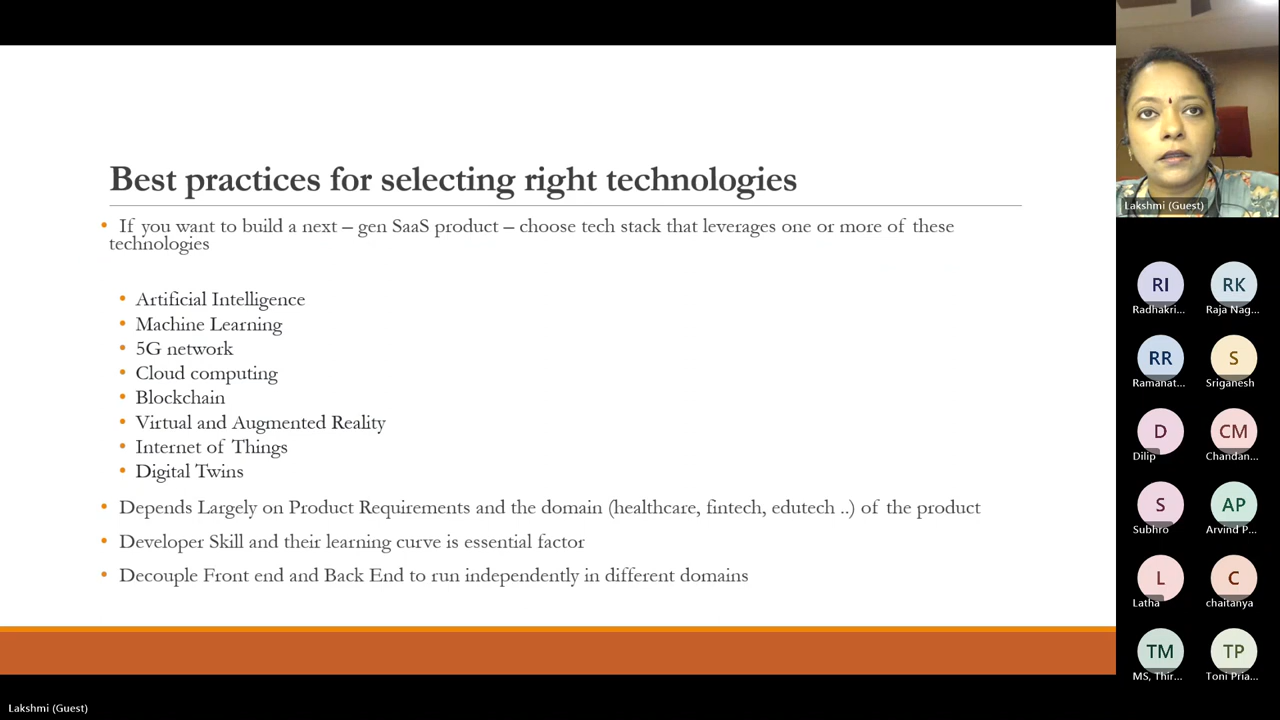 Best practices for selecting right technologies
• If you want to build a next – gen SaaS product – choose tech stack that leverages one or more of these
technologies
• Artificial Intelligence
• Machine Learning
• 5G network
• Cloud computing
• Blockchain
• Virtual and Augmented Reality
• Internet of Things
• Digital Twins
• Depends Largely on Product Requirements and the domain (healthcare, fintech, edutech ..) of the product
• Developer Skill and their learning curve is essential factor
• Decouple Front end and Back End to run independently in different domains
Lakshmi (Guest)
RI RK
Radhakri... Raja Nag...
RR S
Ramanat... Sriganesh
D CM
Dilip Chandan...
S AP
Subhro Arvind P...
L C
Latha chaitanya
TM TP
MS, Thir... Toni Pria...
Lakshmi (Guest)